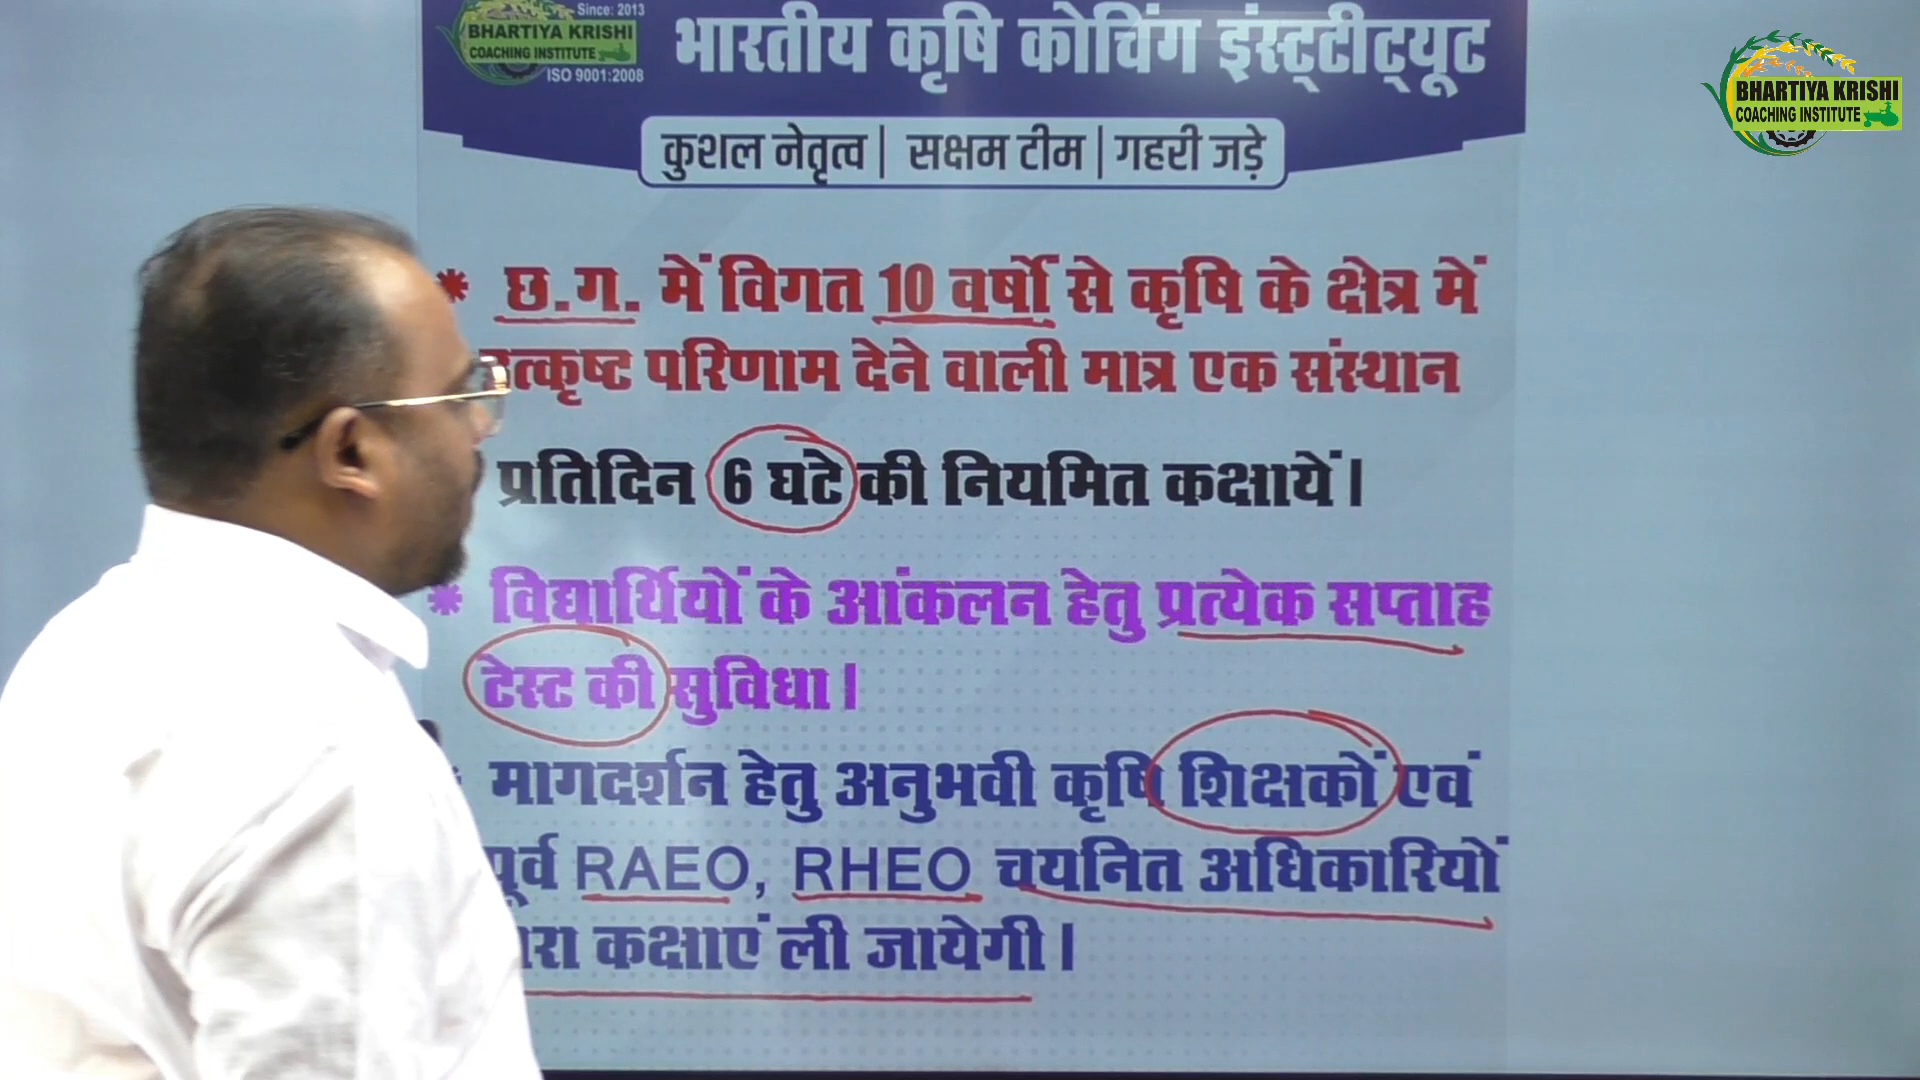 Since: 2013
BHARTIYA KRISHI
COACHING INSTITUTE
ISO 9001:2008
भारतीय कृषि कोचिंग इंस्ट्टीट्यूट
कुशल नेतृत्व | सक्षम टीम | गहरी जड़े
BHARTIYA KRISHI
COACHING INSTITUTE
* छ.ग. में विगत 10 वर्षो से कृषि के क्षेत्र में
परिणाम देने वाली मात्र एक संस्थान
प्रतिदिन 6 घंटे की नियमित कक्षायें।
* विद्यार्थियों के आंकलन हेतु प्रत्येक सप्ताह
टेस्ट की सुविधा।
मागदर्शन हेतु अनुभवी कृषि शिक्षकों एवं
पूर्व RAEO, RHEO चयनित अधिकारियों
कक्षाएं ली जायेगी।